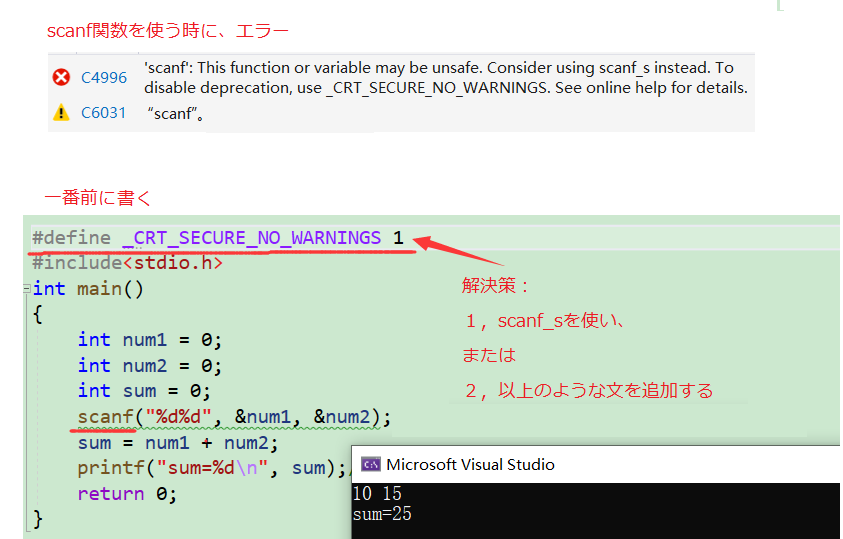 scanf関数を使う時に、エラー
C4996 'scanf': This function or variable may be unsafe. Consider using scanf_s instead. To
disable deprecation, use _CRT_SECURE_NO_WARNINGS. See online help for details.
C6031 “scanf”。
一番前に書く
#define _CRT_SECURE_NO_WARNINGS 1
#include<stdio.h>
int main()
{
int num1 = 0;
int num2 = 0;
int sum = 0;
scanf("%d%d", &num1, &num2);
sum = num1 + num2;
printf("sum=%d\n", sum);
return 0;
}
解決策：
１，scanf_sを使い、
または
２，以上のような文を追加する
C:\ Microsoft Visual Studio
10 15
sum=25